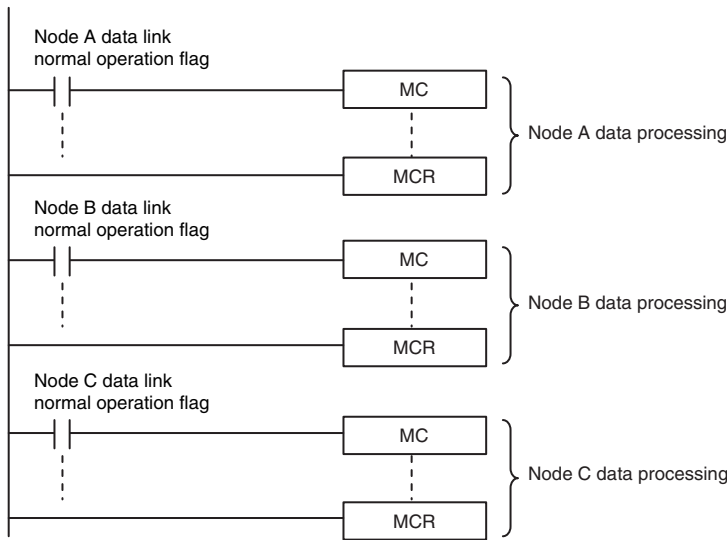 Node A data link
normal operation flag
MC
Node A data processing
MCR
Node B data link
normal operation flag
MC
Node B data processing
MCR
Node C data link
normal operation flag
MC
Node C data processing
MCR